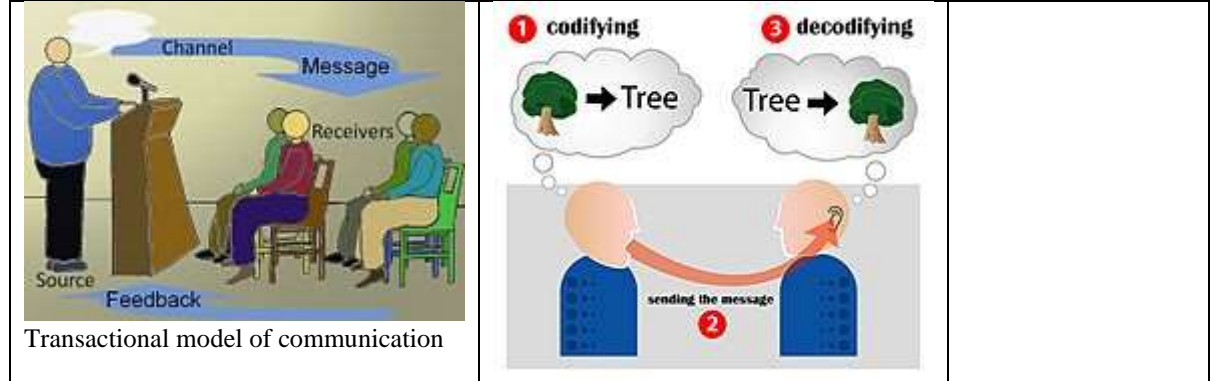 Channel
Message
Receivers
Source
Feedback
Transactional model of communication
1 codifying
3 decodifying
Tree
Tree
sending the message
2